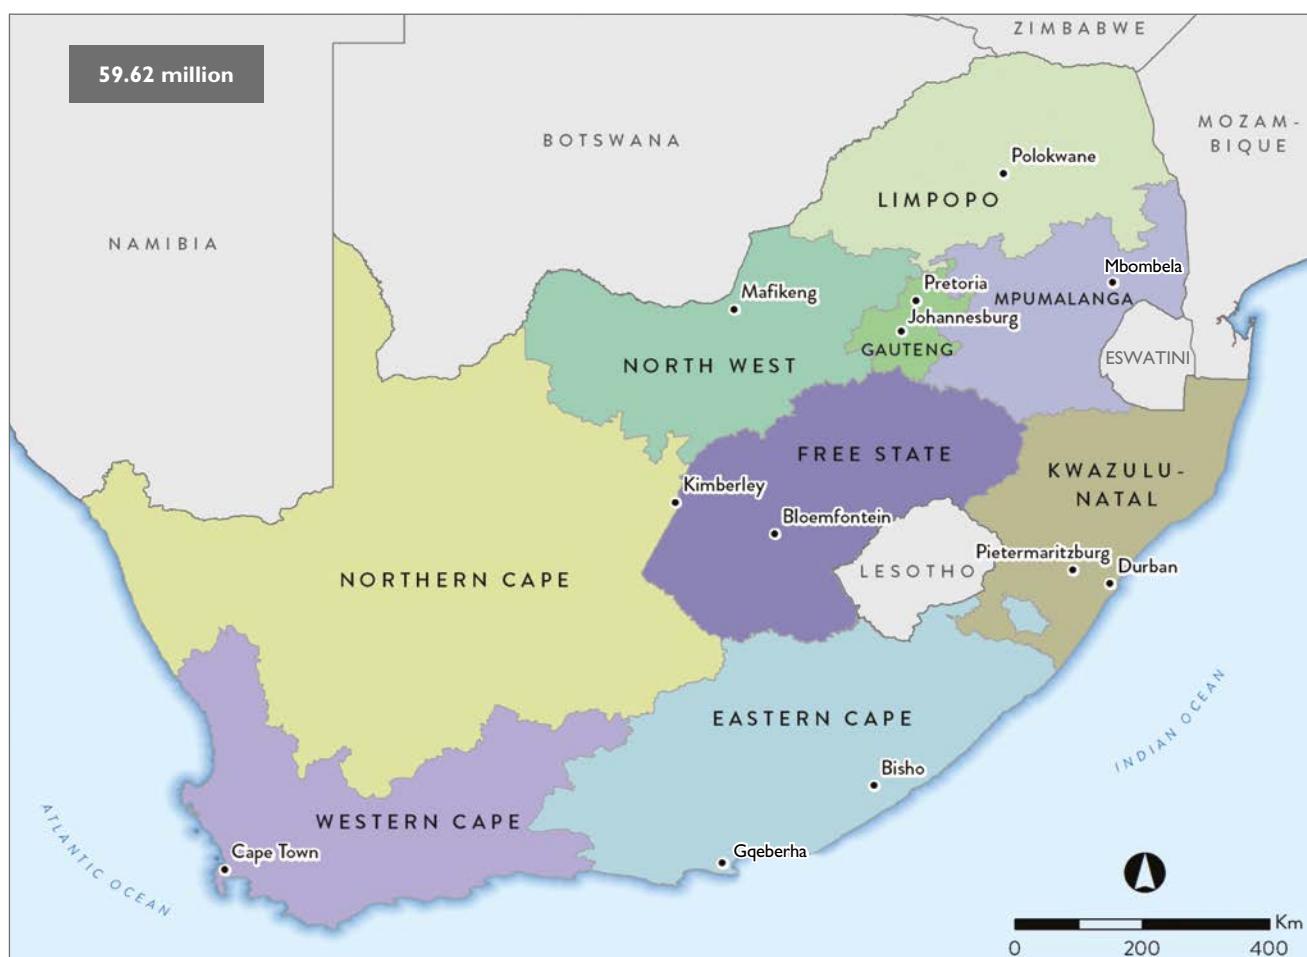 ZIMBABWE
59.62 million
MOZAM-
BIQUE
BOTSWANA
Polokwane
LIMPOPO
NAMIBIA
Mbombela
Pretoria
Mafikeng
MPUMALANGA
Johannesburg
GAUTENG
ESWATINI
NORTH WEST
FREE STATE
KWAZULU-
NATAL
Kimberley
Bloemfontein
Pietermaritzburg
Durban
LESOTHO
NORTHERN CAPE
EASTERN CAPE
INDIAN OCEAN
Bisho
WESTERN CAPE
ATLANTIC OCEAN
Cape Town
Gqeberha
Km
0 200 400